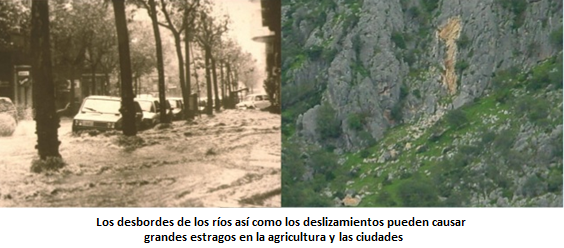 Los desbordes de los ríos así como los deslizamientos pueden causar
grandes estragos en la agricultura y las ciudades